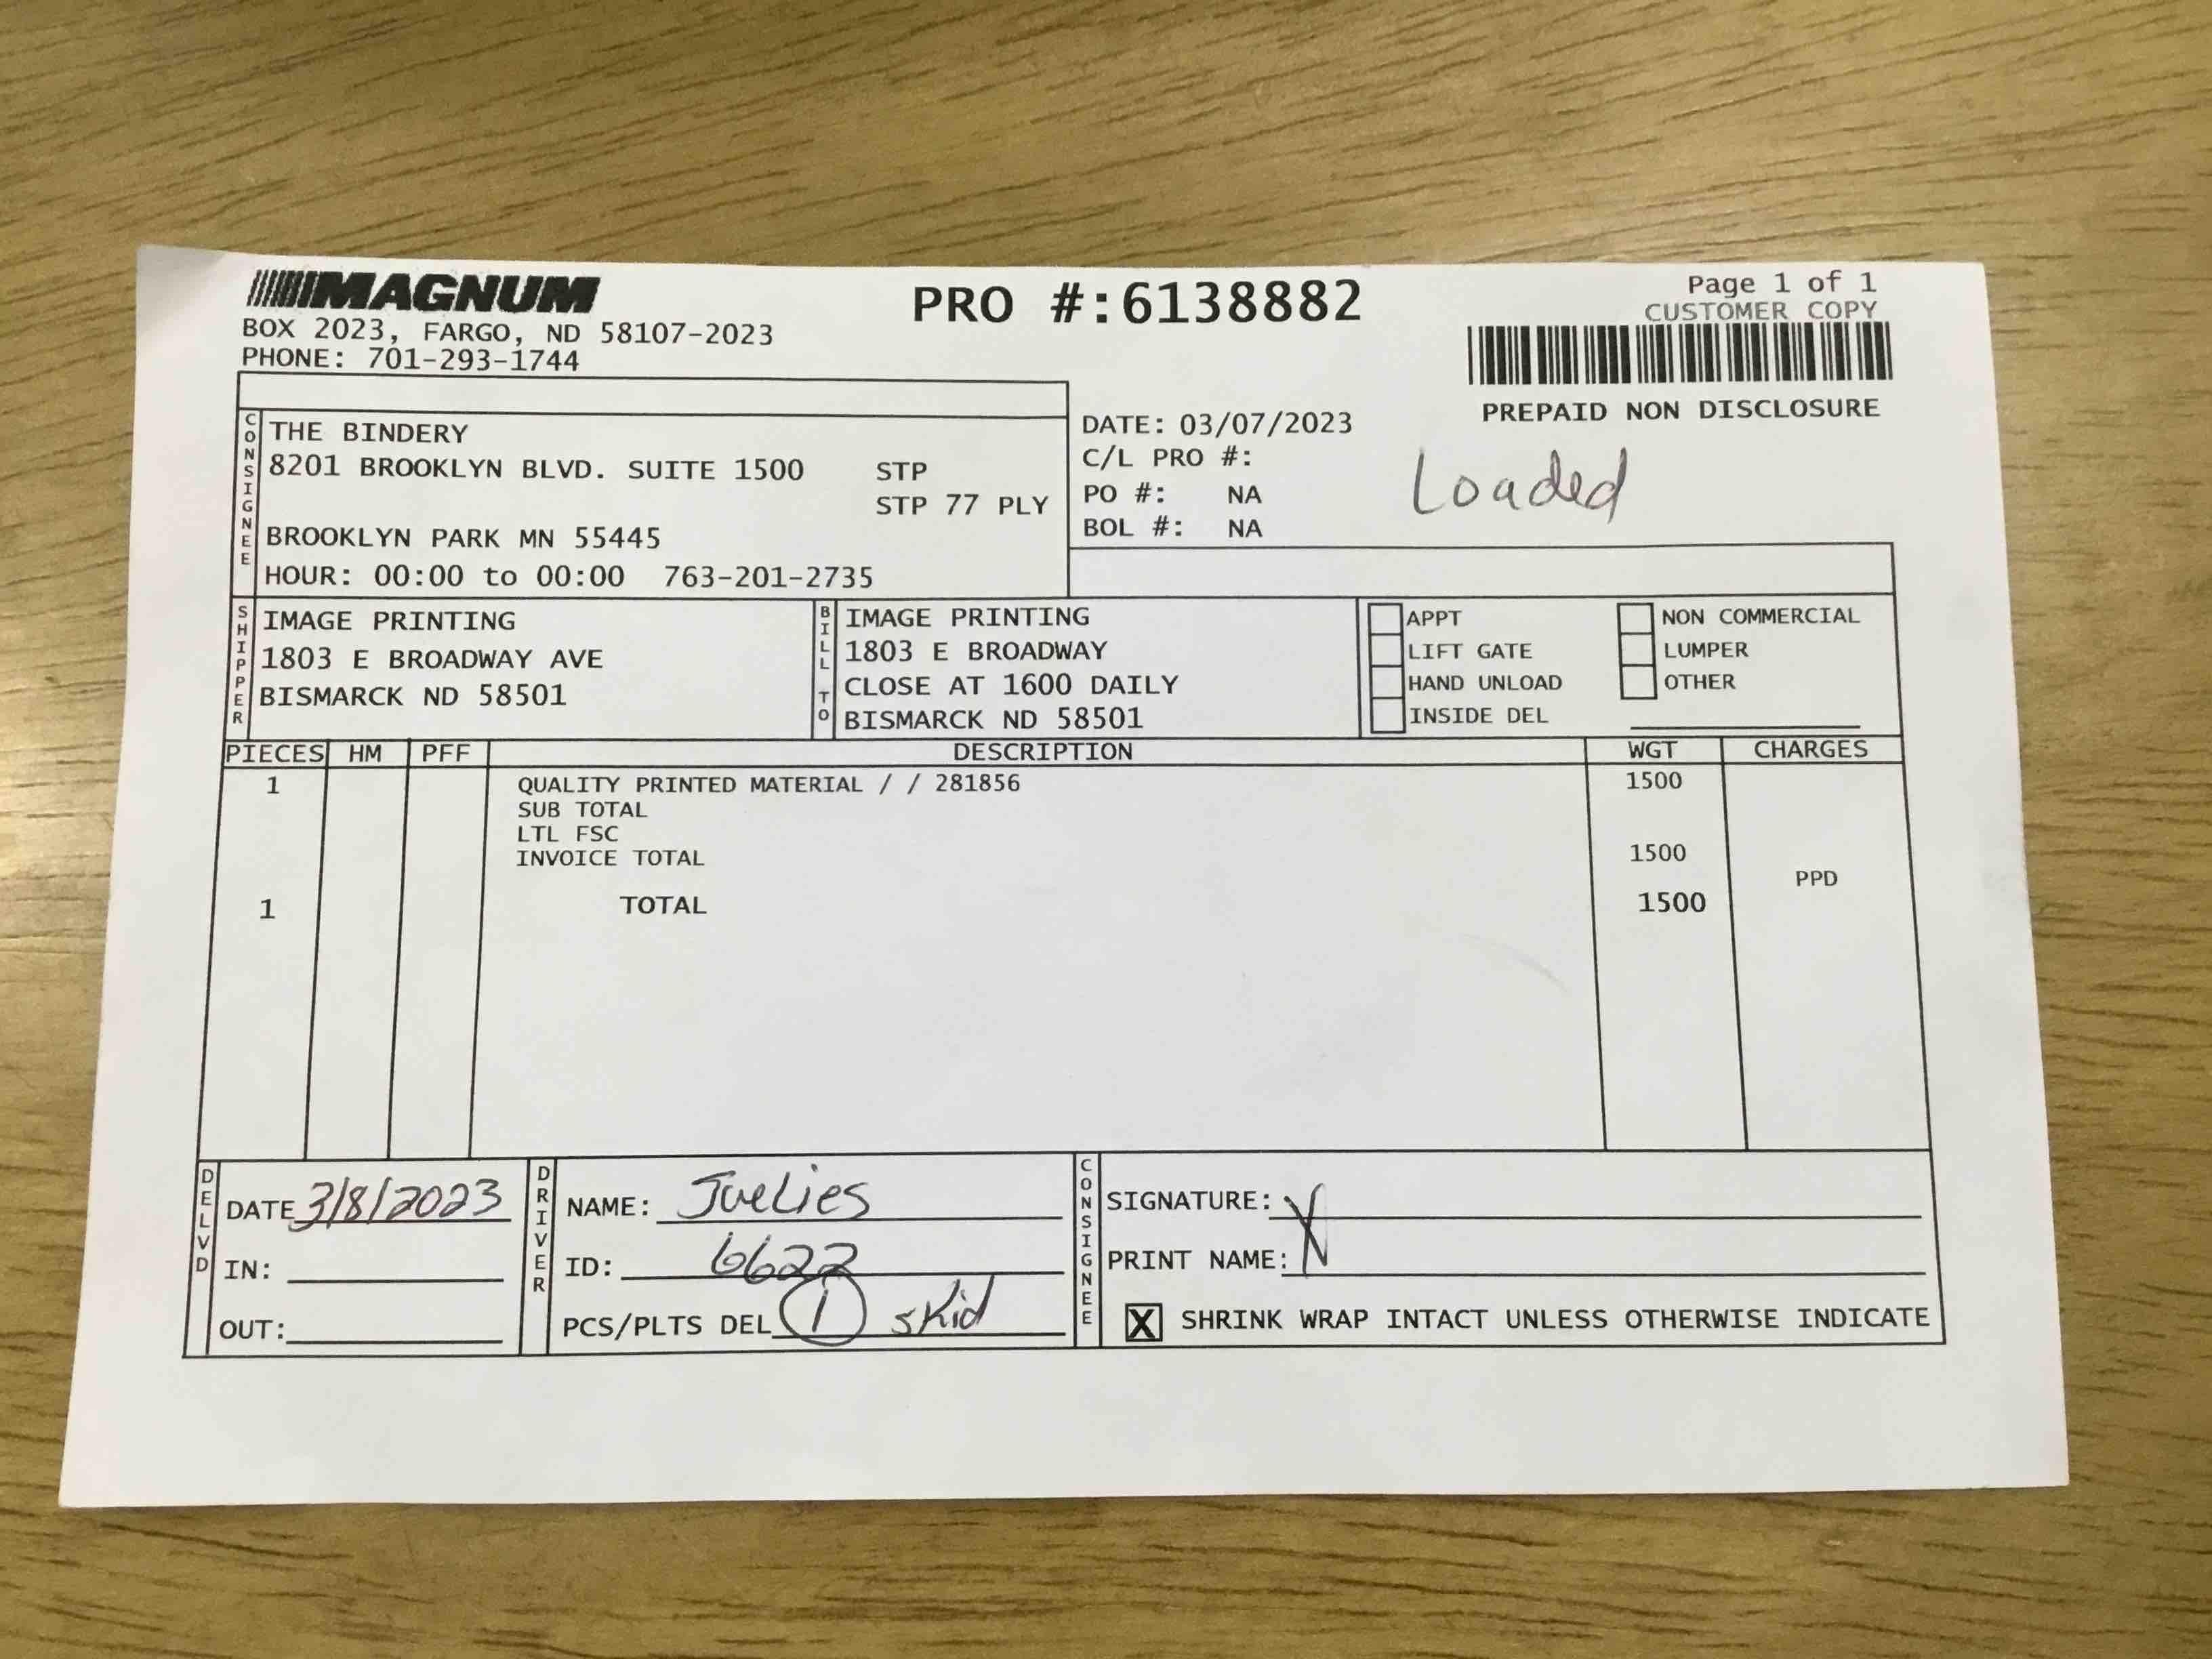 MAGNUM
BOX 2023, FARGO, ND 58107-2023
PHONE: 701-293-1744
PRO #:6138882
Page 1 of 1
CUSTOMER COPY
PREPAID NON DISCLOSURE
Loaded
CONSIGNEE
THE BINDERY
8201 BROOKLYN BLVD. SUITE 1500 STP
STP 77 PLY
BROOKLYN PARK MN 55445
HOUR: 00:00 to 00:00 763-201-2735
DATE: 03/07/2023
C/L PRO #:
PO #: NA
BOL #: NA
SHIPPER
IMAGE PRINTING
1803 E BROADWAY AVE
BISMARCK ND 58501
BILL TO
IMAGE PRINTING
1803 E BROADWAY
CLOSE AT 1600 DAILY
BISMARCK ND 58501
APPT
LIFT GATE
HAND UNLOAD
INSIDE DEL
NON COMMERCIAL
LUMPER
OTHER
PIECES HM PFF DESCRIPTION WGT CHARGES
1 QUALITY PRINTED MATERIAL / / 281856 1500
SUB TOTAL
LTL FSC
INVOICE TOTAL 1500
PPD
1 TOTAL 1500
DELVD
DATE 3/8/2023
IN:
OUT:
DRIVER
NAME:
ID: 6622
PCS/PLTS DEL 1 skid
CONSIGNEE
SIGNATURE: X
PRINT NAME:
X SHRINK WRAP INTACT UNLESS OTHERWISE INDICATE